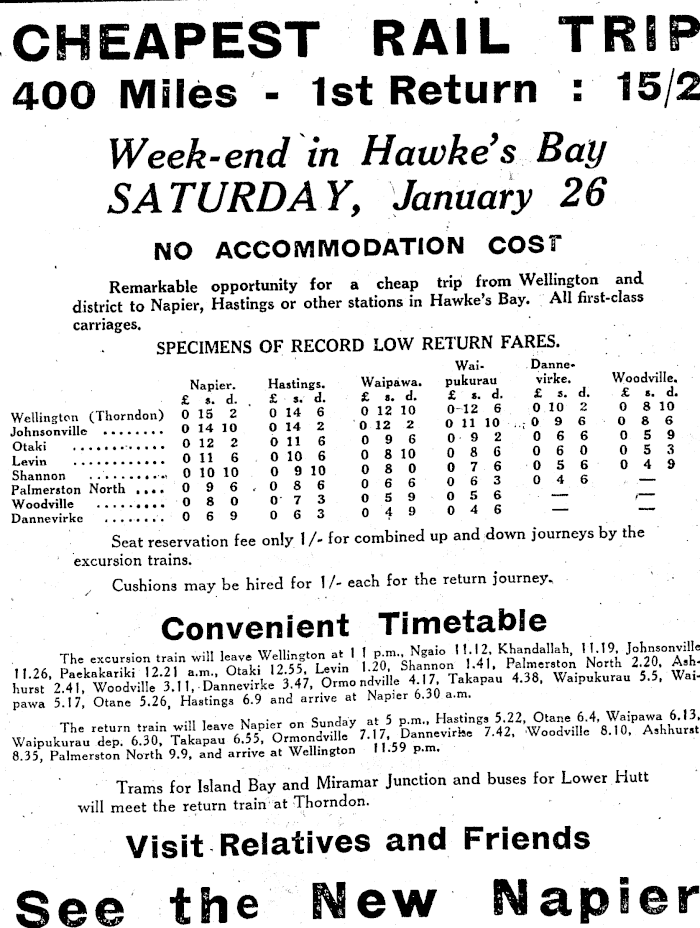 CHEAPEST RAIL TRIP
400 Miles - 1st Return : 15/2
Week-end in Hawke's Bay
SATURDAY, January 26
NO ACCOMMODATION COST
Remarkable opportunity for a cheap trip from Wellington and
district to Napier, Hastings or other stations in Hawke's Bay. All first-class
carriages.
SPECIMENS OF RECORD LOW RETURN FARES.
Napier. Hastings. Waipawa. Wai-pukurau Danne-virke. Woodville.
£ s. d. £ s. d. £ s. d. £ s. d. £ s. d. £ s. d.
Wellington (Thorndon) 0 15 2 0 14 6 0 12 10 0 12 6 0 10 2 0 8 10
Johnsonville ........ 0 14 10 0 14 2 0 12 2 0 11 10 0 9 6 0 8 6
Otaki ............ 0 12 2 0 11 6 0 9 6 0 9 2 0 6 6 0 5 9
Levin ............ 0 11 6 0 10 6 0 8 10 0 8 6 0 6 0 0 5 3
Shannon .......... 0 10 10 0 9 10 0 8 0 0 7 6 0 5 6 0 4 9
Palmerston North .... 0 9 6 0 8 6 0 6 6 0 6 3 0 4 6 —
Woodville .......... 0 8 0 0 7 3 0 5 9 0 5 6 — —
Dannevirke ........ 0 6 9 0 6 3 0 4 9 0 4 6 — —
Seat reservation fee only 1/- for combined up and down journeys by the
excursion trains.
Cushions may be hired for 1/- each for the return journey.
Convenient Timetable
The excursion train will leave Wellington at 11 p.m., Ngaio 11.12, Khandallah, 11.19, Johnsonville
11.26, Paekakariki 12.21 a.m., Otaki 12.55, Levin 1.20, Shannon 1.41, Palmerston North 2.20, Ash-
hurst 2.41, Woodville 3.11, Dannevirke 3.47, Ormondville 4.17, Takapau 4.38, Waipukurau 5.5, Wai-
pawa 5.17, Otane 5.26, Hastings 6.9 and arrive at Napier 6.30 a.m.
The return train will leave Napier on Sunday at 5 p.m., Hastings 5.22, Otane 6.4, Waipawa 6.13,
Waipukurau dep. 6.30, Takapau 6.55, Ormondville 7.17, Dannevirke 7.42, Woodville 8.10, Ashhurst
8.35, Palmerston North 9.9, and arrive at Wellington 11.59 p.m.
Trams for Island Bay and Miramar Junction and buses for Lower Hutt
will meet the return train at Thorndon.
Visit Relatives and Friends
See the New Napier